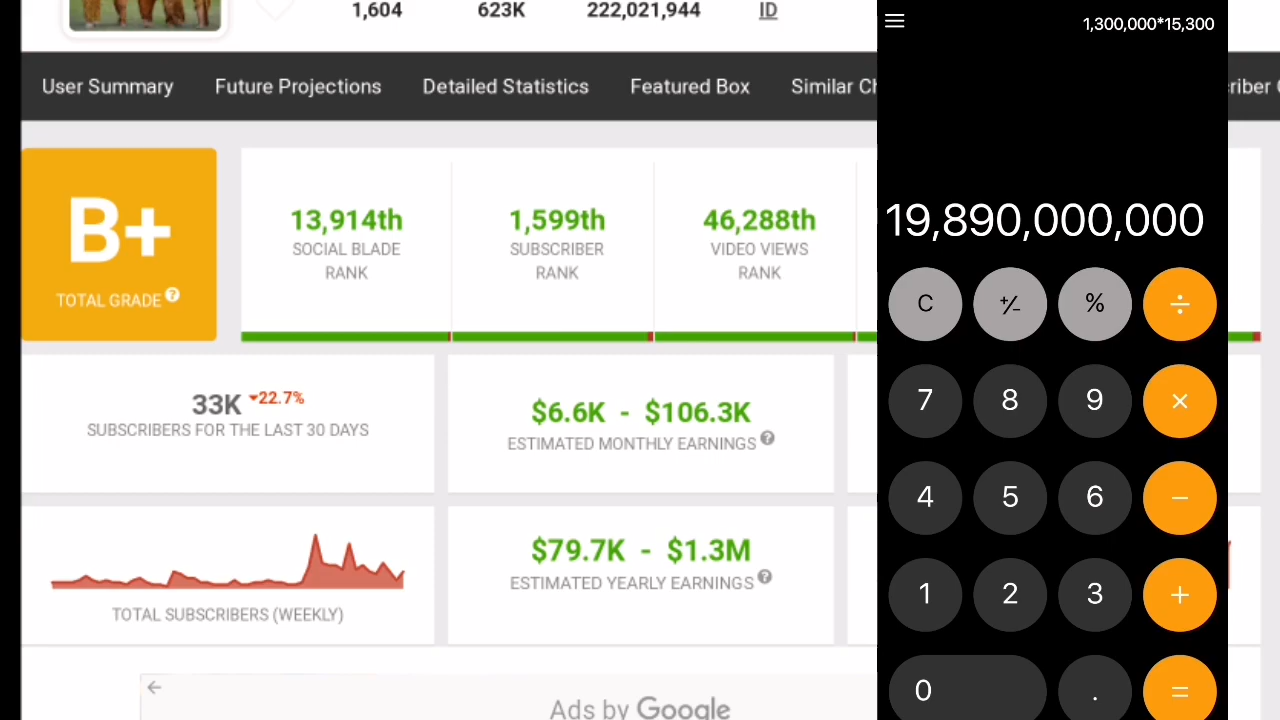 1,604 623K 222,021,944 ID
1,300,000*15,300
User Summary Future Projections Detailed Statistics Featured Box Similar Ch
riber
19,890,000,000
B+
TOTAL GRADE ?
13,914th
SOCIAL BLADE
RANK
1,599th
SUBSCRIBER
RANK
46,288th
VIDEO VIEWS
RANK
33K 22.7%
SUBSCRIBERS FOR THE LAST 30 DAYS
$6.6K - $106.3K
ESTIMATED MONTHLY EARNINGS ?
TOTAL SUBSCRIBERS (WEEKLY)
$79.7K - $1.3M
ESTIMATED YEARLY EARNINGS ?
Ads by Google
C +/− % ÷
7 8 9 ×
4 5 6 −
1 2 3 +
0 . =